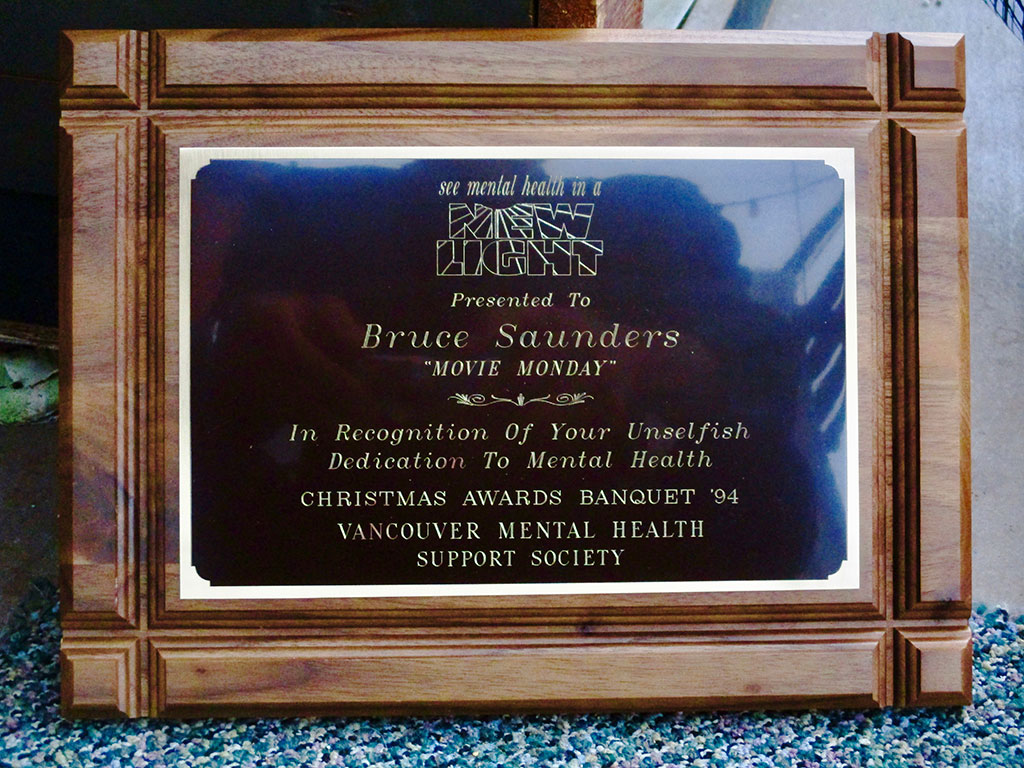 see mental health in a
NEW
LIGHT
Presented To
Bruce Saunders
"MOVIE MONDAY"
In Recognition Of Your Unselfish
Dedication To Mental Health
CHRISTMAS AWARDS BANQUET '94
VANCOUVER MENTAL HEALTH
SUPPORT SOCIETY